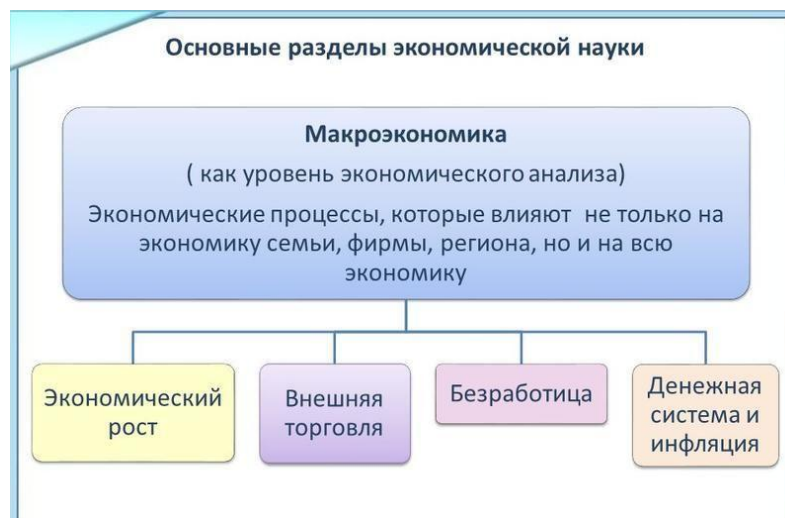 Основные разделы экономической науки
Макроэкономика
( как уровень экономического анализа)
Экономические процессы, которые влияют не только на
экономику семьи, фирмы, региона, но и на всю
экономику
Экономический
рост
Внешняя
торговля
Безработица
Денежная
система и
инфляция